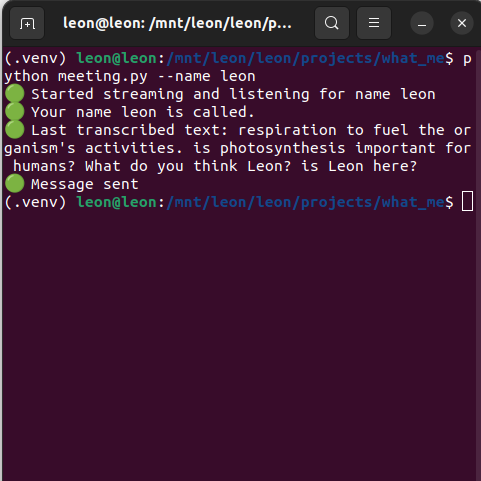 leon@leon: /mnt/leon/leon/p...
(.venv) leon@leon:/mnt/leon/leon/projects/what_me$ p
ython meeting.py --name leon
🟢 Started streaming and listening for name leon
🟢 Your name leon is called.
🟢 Last transcribed text: respiration to fuel the or
ganism's activities. is photosynthesis important for
 humans? What do you think Leon? is Leon here?
🟢 Message sent
(.venv) leon@leon:/mnt/leon/leon/projects/what_me$